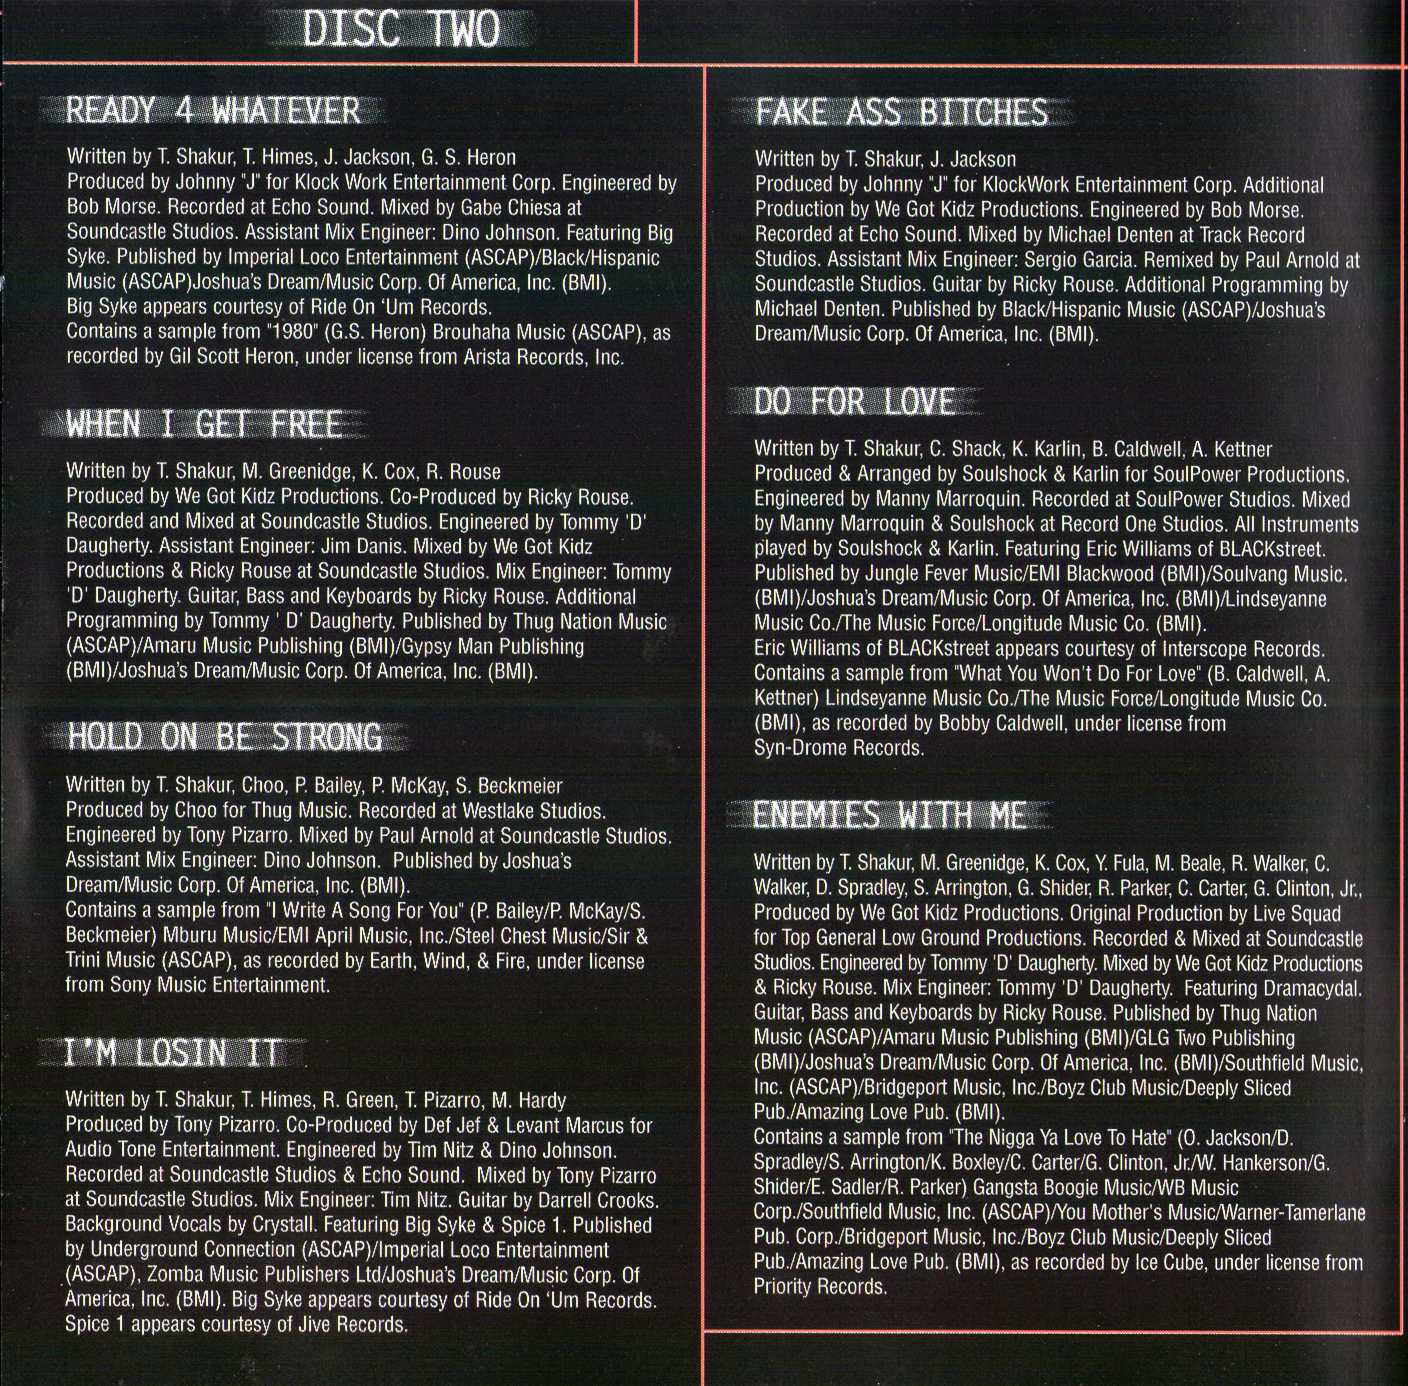 DISC TWO
READY 4 WHATEVER
Written by T. Shakur, T. Himes, J. Jackson, G. S. Heron
Produced by Johnny "J" for Klock Work Entertainment Corp. Engineered by
Bob Morse. Recorded at Echo Sound. Mixed by Gabe Chiesa at
Soundcastle Studios. Assistant Mix Engineer: Dino Johnson. Featuring Big
Syke. Published by Imperial Loco Entertainment (ASCAP)/Black/Hispanic
Music (ASCAP)Joshua's Dream/Music Corp. Of America, Inc. (BMI).
Big Syke appears courtesy of Ride On 'Um Records.
Contains a sample from "1980" (G.S. Heron) Brouhaha Music (ASCAP), as
recorded by Gil Scott Heron, under license from Arista Records, Inc.
WHEN I GET FREE
Written by T. Shakur, M. Greenidge, K. Cox, R. Rouse
Produced by We Got Kidz Productions. Co-Produced by Ricky Rouse.
Recorded and Mixed at Soundcastle Studios. Engineered by Tommy 'D'
Daugherty. Assistant Engineer: Jim Danis. Mixed by We Got Kidz
Productions & Ricky Rouse at Soundcastle Studios. Mix Engineer: Tommy
'D' Daugherty. Guitar, Bass and Keyboards by Ricky Rouse. Additional
Programming by Tommy ' D' Daugherty. Published by Thug Nation Music
(ASCAP)/Amaru Music Publishing (BMI)/Gypsy Man Publishing
(BMI)/Joshua's Dream/Music Corp. Of America, Inc. (BMI).
HOLD ON BE STRONG
Written by T. Shakur, Choo, P. Bailey, P. McKay, S. Beckmeier
Produced by Choo for Thug Music. Recorded at Westlake Studios.
Engineered by Tony Pizarro. Mixed by Paul Arnold at Soundcastle Studios.
Assistant Mix Engineer: Dino Johnson. Published by Joshua's
Dream/Music Corp. Of America, Inc. (BMI).
Contains a sample from "I Write A Song For You" (P. Bailey/P. McKay/S.
Beckmeier) Mburu Music/EMI April Music, Inc./Steel Chest Music/Sir &
Trini Music (ASCAP), as recorded by Earth, Wind, & Fire, under license
from Sony Music Entertainment.
I'M LOSIN IT
Written by T. Shakur, T. Himes, R. Green, T. Pizarro, M. Hardy
Produced by Tony Pizarro. Co-Produced by Def Jef & Levant Marcus for
Audio Tone Entertainment. Engineered by Tim Nitz & Dino Johnson.
Recorded at Soundcastle Studios & Echo Sound. Mixed by Tony Pizarro
at Soundcastle Studios. Mix Engineer: Tim Nitz. Guitar by Darrell Crooks.
Background Vocals by Crystall. Featuring Big Syke & Spice 1. Published
by Underground Connection (ASCAP)/Imperial Loco Entertainment
(ASCAP), Zomba Music Publishers Ltd/Joshua's Dream/Music Corp. Of
America, Inc. (BMI). Big Syke appears courtesy of Ride On 'Um Records.
Spice 1 appears courtesy of Jive Records.
FAKE ASS BITCHES
Written by T. Shakur, J. Jackson
Produced by Johnny "J" for KlockWork Entertainment Corp. Additional
Production by We Got Kidz Productions. Engineered by Bob Morse.
Recorded at Echo Sound. Mixed by Michael Denten at Track Record
Studios. Assistant Mix Engineer: Sergio Garcia. Remixed by Paul Arnold at
Soundcastle Studios. Guitar by Ricky Rouse. Additional Programming by
Michael Denten. Published by Black/Hispanic Music (ASCAP)/Joshua's
Dream/Music Corp. Of America, Inc. (BMI).
DO FOR LOVE
Written by T. Shakur, C. Shack, K. Karlin, B. Caldwell, A. Kettner
Produced & Arranged by Soulshock & Karlin for SoulPower Productions.
Engineered by Manny Marroquin. Recorded at SoulPower Studios. Mixed
by Manny Marroquin & Soulshock at Record One Studios. All Instruments
played by Soulshock & Karlin. Featuring Eric Williams of BLACKstreet.
Published by Jungle Fever Music/EMI Blackwood (BMI)/Soulvang Music.
(BMI)/Joshua's Dream/Music Corp. Of America, Inc. (BMI)/Lindseyanne
Music Co./The Music Force/Longitude Music Co. (BMI).
Eric Williams of BLACKstreet appears courtesy of Interscope Records.
Contains a sample from "What You Won't Do For Love" (B. Caldwell, A.
Kettner) Lindseyanne Music Co./The Music Force/Longitude Music Co.
(BMI), as recorded by Bobby Caldwell, under license from
Syn-Drome Records.
ENEMIES WITH ME
Written by T. Shakur, M. Greenidge, K. Cox, Y. Fula, M. Beale, R. Walker, C.
Walker, D. Spradley, S. Arrington, G. Shider, R. Parker, C. Carter, G. Clinton, Jr.,
Produced by We Got Kidz Productions. Original Production by Live Squad
for Top General Low Ground Productions. Recorded & Mixed at Soundcastle
Studios. Engineered by Tommy 'D' Daugherty. Mixed by We Got Kidz Productions
& Ricky Rouse. Mix Engineer: Tommy 'D' Daugherty. Featuring Dramacydal.
Guitar, Bass and Keyboards by Ricky Rouse. Published by Thug Nation
Music (ASCAP)/Amaru Music Publishing (BMI)/GLG Two Publishing
(BMI)/Joshua's Dream/Music Corp. Of America, Inc. (BMI)/Southfield Music,
Inc. (ASCAP)/Bridgeport Music, Inc./Boyz Club Music/Deeply Sliced
Pub./Amazing Love Pub. (BMI).
Contains a sample from "The Nigga Ya Love To Hate" (O. Jackson/D.
Spradley/S. Arrington/K. Boxley/C. Carter/G. Clinton, Jr./W. Hankerson/G.
Shider/E. Sadler/R. Parker) Gangsta Boogie Music/WB Music
Corp./Southfield Music, Inc. (ASCAP)/You Mother's Music/Warner-Tamerlane
Pub. Corp./Bridgeport Music, Inc./Boyz Club Music/Deeply Sliced
Pub./Amazing Love Pub. (BMI), as recorded by Ice Cube, under license from
Priority Records.